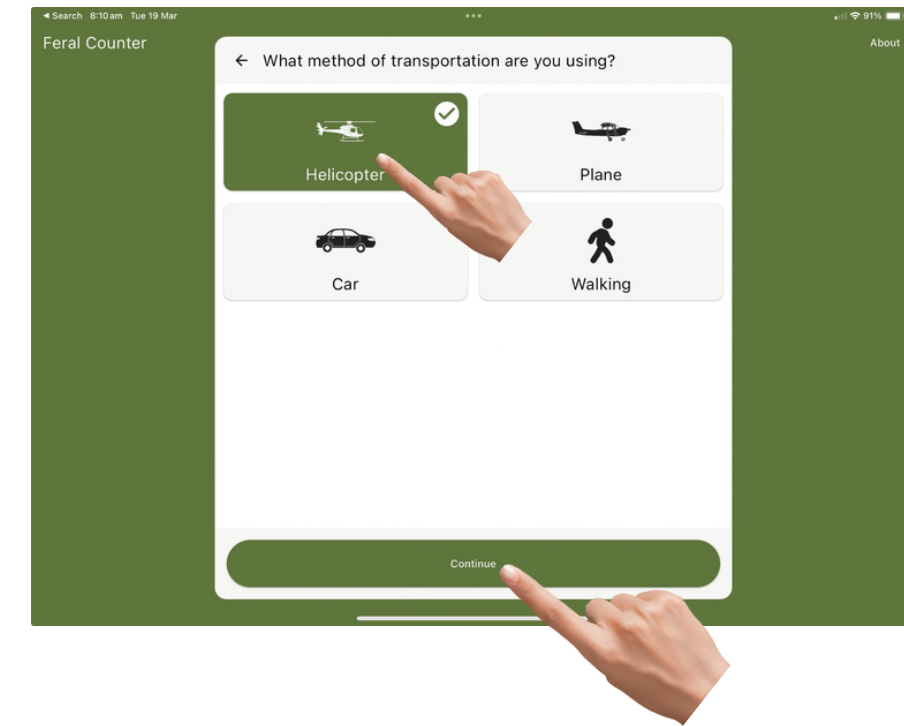 ◄ Search 8:10 am Tue 19 Mar
91%
Feral Counter
About
What method of transportation are you using?
Helicopter
Plane
Car
Walking
Continue